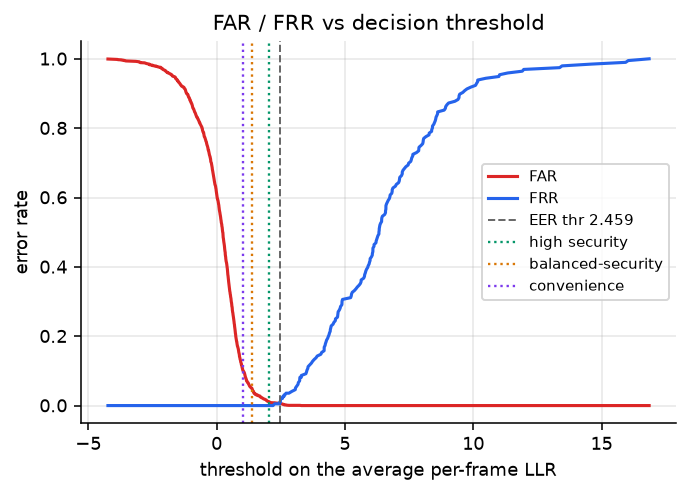 FAR / FRR vs decision threshold
1.0
0.8
0.6
0.4
0.2
0.0
error rate
FAR
FRR
EER thr 2.459
high security
balanced-security
convenience
−5
0
5
10
15
threshold on the average per-frame LLR